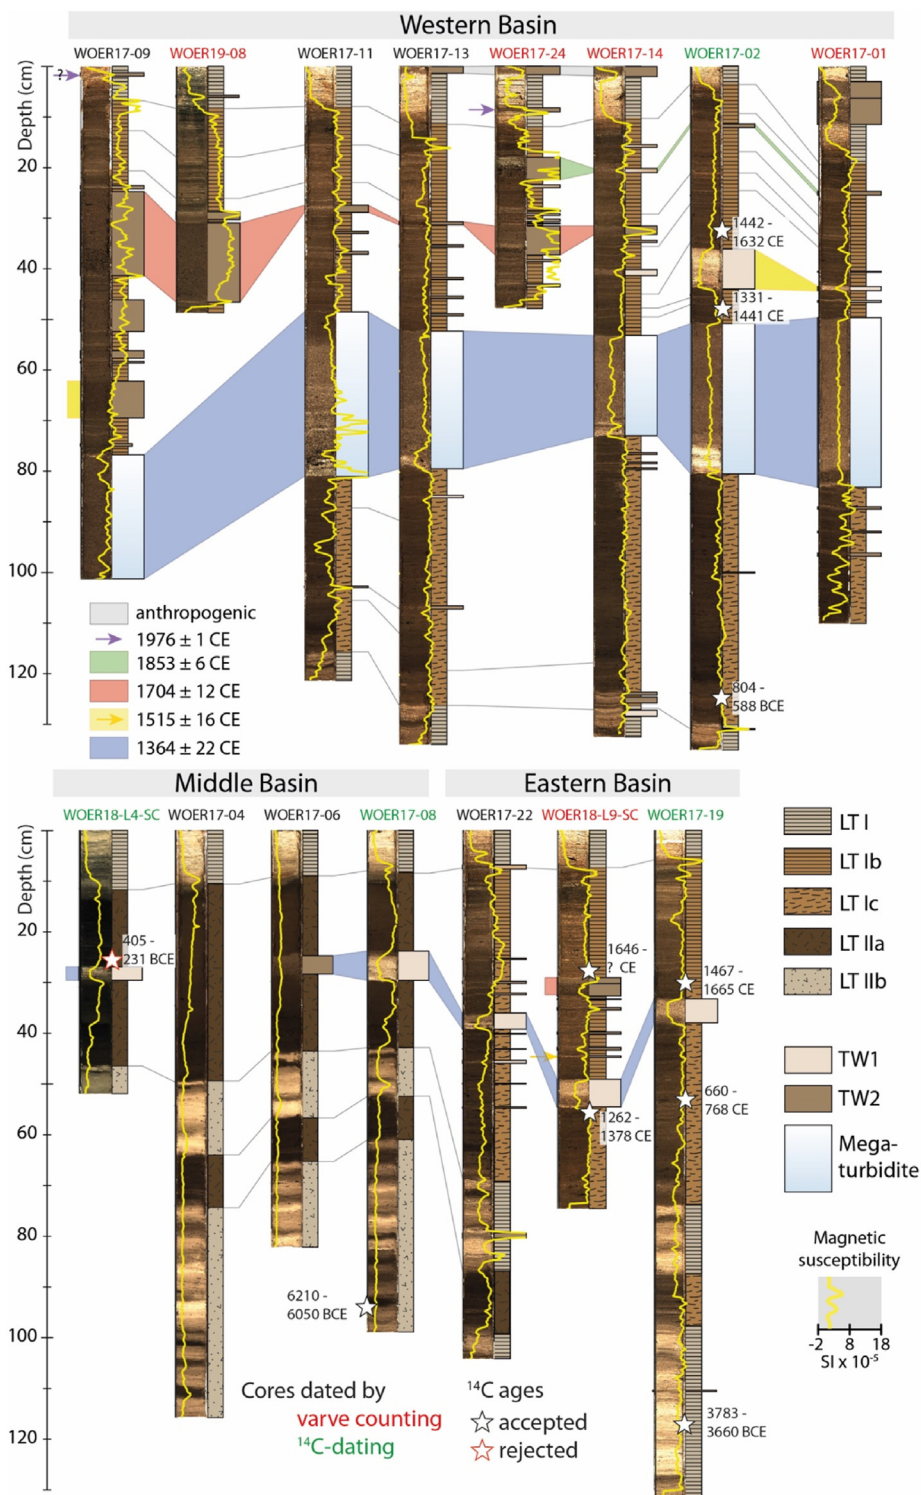 Western Basin
WOER17-09
WOER19-08
WOER17-11
WOER17-13
WOER17-24
WOER17-14
WOER17-02
WOER17-01
Depth (cm)
?
20
40
60
80
100
120
1442 -
1632 CE
1331 -
1441 CE
804 -
588 BCE
anthropogenic
1976 ± 1 CE
1853 ± 6 CE
1704 ± 12 CE
1515 ± 16 CE
1364 ± 22 CE
Middle Basin
Eastern Basin
WOER18-L4-SC
WOER17-04
WOER17-06
WOER17-08
WOER17-22
WOER18-L9-SC
WOER17-19
Depth (cm)
20
40
60
80
100
120
405 -
231 BCE
6210 -
6050 BCE
1646 -
? CE
1262 -
1378 CE
1467 -
1665 CE
660 -
768 CE
3783 -
3660 BCE
LT I
LT Ib
LT Ic
LT IIa
LT IIb
TW1
TW2
Mega-
turbidite
Magnetic
susceptibility
-2 8 18
SI x 10⁻⁵
Cores dated by
varve counting
¹⁴C-dating
¹⁴C ages
accepted
rejected